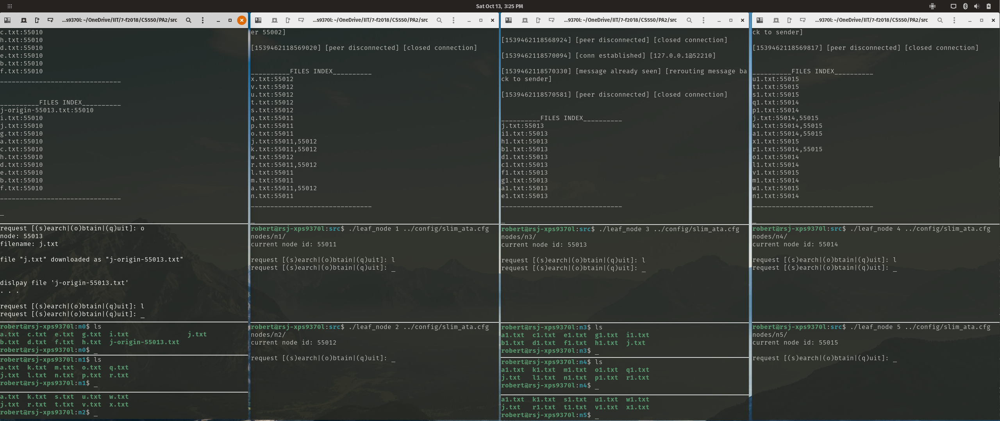 Sat Oct 13, 3:25 PM
...s9370l: ~/OneDrive/IIT/7-f2018/CS550/PA2/src
c.txt:55010
h.txt:55010
d.txt:55010
e.txt:55010
b.txt:55010
f.txt:55010
_______________________________
__________FILES INDEX__________
j-origin-55013.txt:55010
i.txt:55010
j.txt:55010
g.txt:55010
a.txt:55010
c.txt:55010
h.txt:55010
d.txt:55010
e.txt:55010
b.txt:55010
f.txt:55010
_______________________________
_
request [(s)earch|(o)btain|(q)uit]: o
node: 55013
filename: j.txt
file "j.txt" downloaded as "j-origin-55013.txt"
dislpay file 'j-origin-55013.txt'
. . .
request [(s)earch|(o)btain|(q)uit]: l
request [(s)earch|(o)btain|(q)uit]: _
robert@rsj-xps9370l:n0$ ls
a.txt c.txt e.txt g.txt i.txt j.txt
b.txt d.txt f.txt h.txt j-origin-55013.txt
robert@rsj-xps9370l:n0$ _
robert@rsj-xps9370l:n1$ ls
a.txt k.txt m.txt o.txt q.txt
j.txt l.txt n.txt p.txt r.txt
robert@rsj-xps9370l:n1$ _
a.txt k.txt s.txt u.txt w.txt
j.txt r.txt t.txt v.txt x.txt
robert@rsj-xps9370l:n2$ _
...s9370l: ~/OneDrive/IIT/7-f2018/CS550/PA2/src
er 55002]
[1539462118569020] [peer disconnected] [closed connection]
__________FILES INDEX__________
x.txt:55012
v.txt:55012
u.txt:55012
t.txt:55012
s.txt:55012
q.txt:55011
p.txt:55011
o.txt:55011
j.txt:55011,55012
k.txt:55011,55012
w.txt:55012
r.txt:55011,55012
l.txt:55011
m.txt:55011
a.txt:55011,55012
n.txt:55011
_______________________________
_
robert@rsj-xps9370l:src$ ./leaf_node 1 ../config/slim_ata.cfg
nodes/n1/
current node id: 55011
request [(s)earch|(o)btain|(q)uit]: l
request [(s)earch|(o)btain|(q)uit]: _
robert@rsj-xps9370l:src$ ./leaf_node 2 ../config/slim_ata.cfg
nodes/n2/
current node id: 55012
request [(s)earch|(o)btain|(q)uit]: _
...9370l: ~/OneDrive/IIT/7-f2018/CS550/PA2/src
[1539462118568924] [peer disconnected] [closed connection]
[1539462118570094] [conn established] [127.0.0.1@52210]
[1539462118570330] [message already seen] [rerouting message ba
ck to sender]
[1539462118570581] [peer disconnected] [closed connection]
__________FILES INDEX__________
j.txt:55013
i1.txt:55013
h1.txt:55013
b1.txt:55013
d1.txt:55013
c1.txt:55013
f1.txt:55013
g1.txt:55013
a1.txt:55013
e1.txt:55013
_______________________________
_
robert@rsj-xps9370l:src$ ./leaf_node 3 ../config/slim_ata.cfg
nodes/n3/
current node id: 55013
request [(s)earch|(o)btain|(q)uit]: l
request [(s)earch|(o)btain|(q)uit]: _
robert@rsj-xps9370l:n3$ ls
a1.txt c1.txt e1.txt g1.txt i1.txt
b1.txt d1.txt f1.txt h1.txt j.txt
robert@rsj-xps9370l:n3$ _
robert@rsj-xps9370l:n4$ ls
a1.txt k1.txt m1.txt o1.txt q1.txt
j.txt l1.txt n1.txt p1.txt r1.txt
robert@rsj-xps9370l:n4$ _
a1.txt k1.txt s1.txt u1.txt w1.txt
j.txt r1.txt t1.txt v1.txt x1.txt
robert@rsj-xps9370l:n5$ _
...9370l: ~/OneDrive/IIT/7-f2018/CS550/PA2/src
ck to sender]
[1539462118569817] [peer disconnected] [closed connection]
__________FILES INDEX__________
u1.txt:55015
t1.txt:55015
s1.txt:55015
q1.txt:55014
p1.txt:55014
j.txt:55014,55015
k1.txt:55014,55015
a1.txt:55014,55015
x1.txt:55015
r1.txt:55014,55015
o1.txt:55014
l1.txt:55014
v1.txt:55015
m1.txt:55014
w1.txt:55015
n1.txt:55014
_______________________________
_
robert@rsj-xps9370l:src$ ./leaf_node 4 ../config/slim_ata.cfg
nodes/n4/
current node id: 55014
request [(s)earch|(o)btain|(q)uit]: l
request [(s)earch|(o)btain|(q)uit]: _
robert@rsj-xps9370l:src$ ./leaf_node 5 ../config/slim_ata.cfg
nodes/n5/
current node id: 55015
request [(s)earch|(o)btain|(q)uit]: _